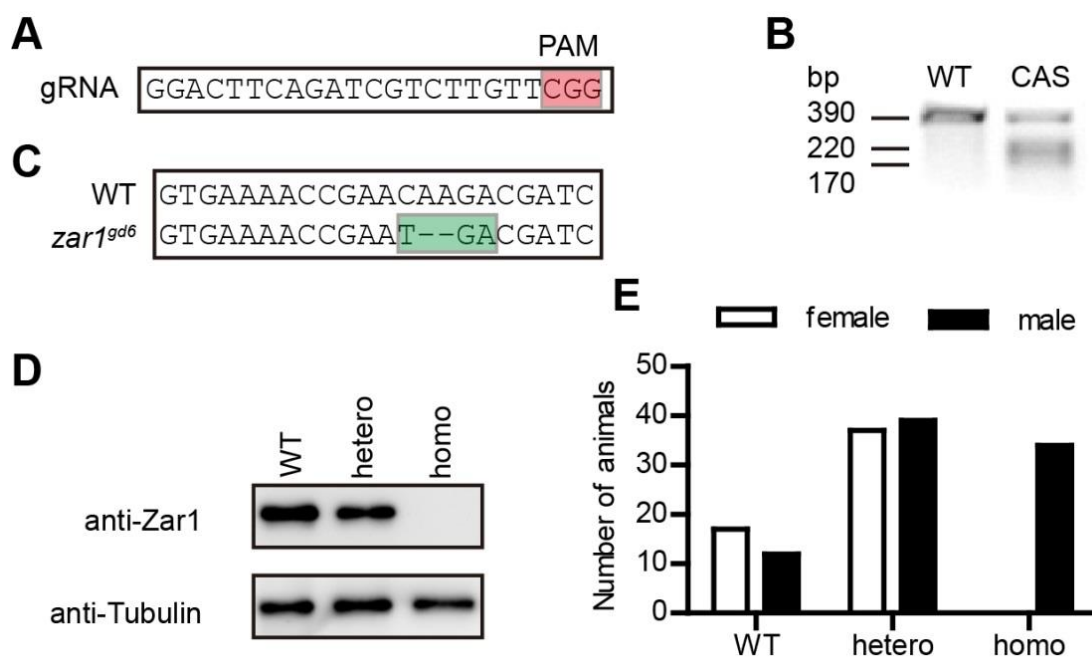 A
PAM
gRNA GGACTTCAGATCGTCTTGTTCGG
B
bp WT CAS
390
220
170
C
WT GTGAAAACCGAACAAGACGATC
zar1gd6 GTGAAAACCGAAT--GACGATC
D
WT hetero homo
anti-Zar1
anti-Tubulin
E
female male
Number of animals
50
40
30
20
10
0
WT hetero homo